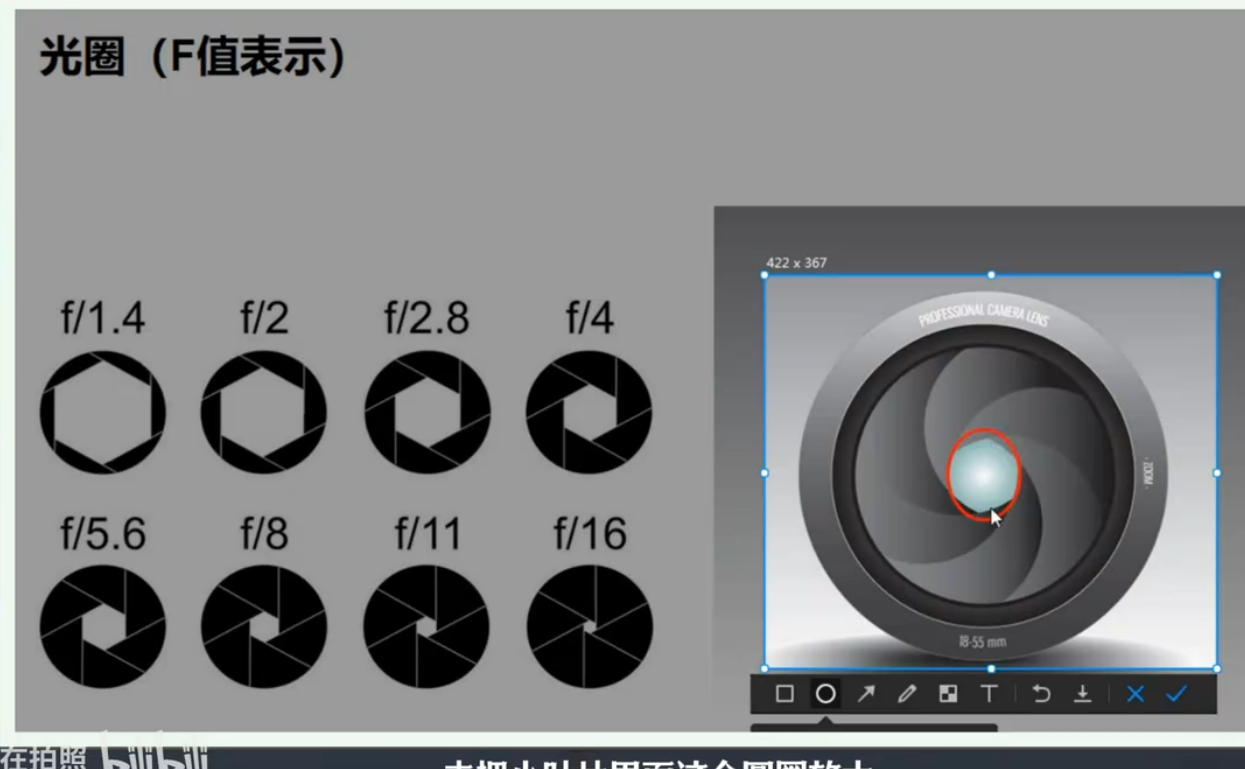 光圈（F值表示）
422 x 367
f/1.4 f/2 f/2.8 f/4
PROFESSIONAL CAMERA LENS
· ZOOM ·
f/5.6 f/8 f/11 f/16
18-55 mm
T
在拍照 bilibili